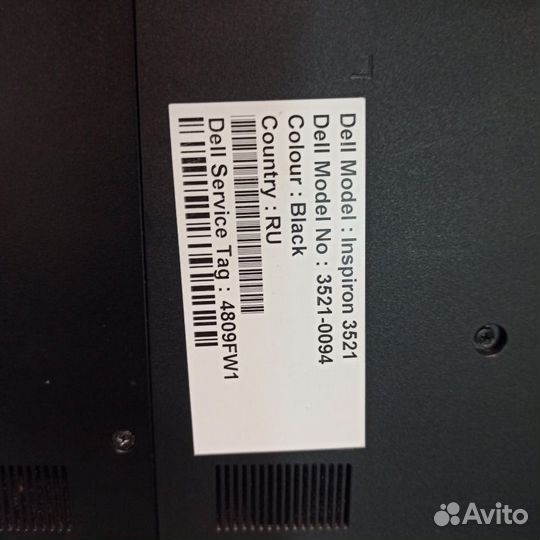 Dell Model : Inspiron 3521
Dell Model No : 3521-0094
Colour : Black
Country : RU
Dell Service Tag : 4809FW1
Avito